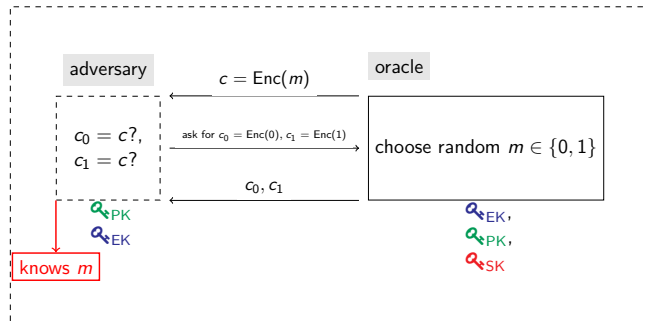 adversary
oracle
c = Enc(m)
c₀ = c?,
c₁ = c?
ask for c₀ = Enc(0), c₁ = Enc(1)
choose random m ∈ {0, 1}
c₀, c₁
PK
EK
EK,
PK,
SK
knows m